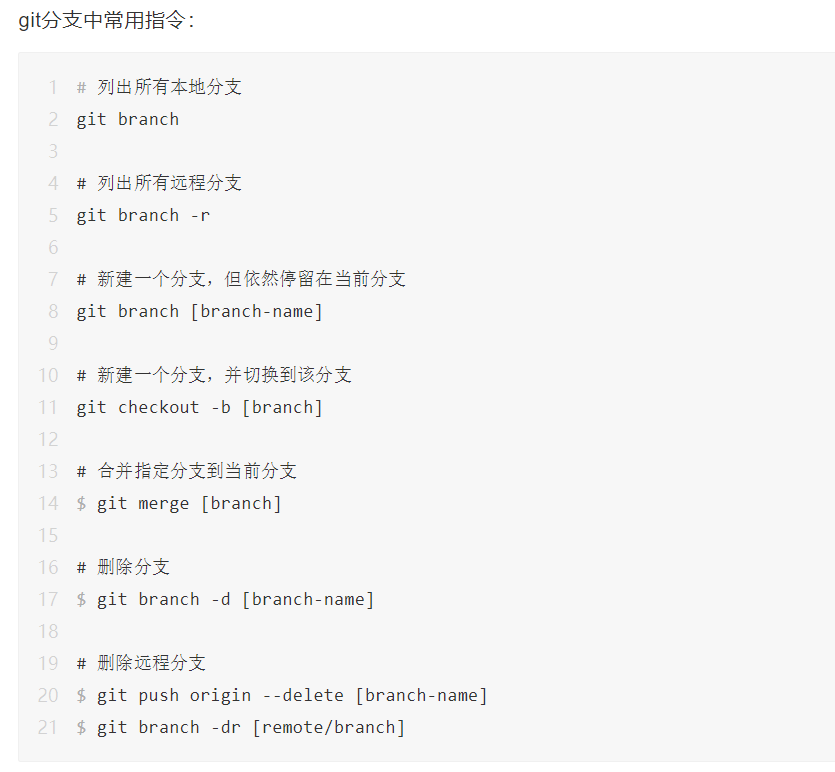 git分支中常用指令：
1 # 列出所有本地分支
2 git branch
3
4 # 列出所有远程分支
5 git branch -r
6
7 # 新建一个分支，但依然停留在当前分支
8 git branch [branch-name]
9
10 # 新建一个分支，并切换到该分支
11 git checkout -b [branch]
12
13 # 合并指定分支到当前分支
14 $ git merge [branch]
15
16 # 删除分支
17 $ git branch -d [branch-name]
18
19 # 删除远程分支
20 $ git push origin --delete [branch-name]
21 $ git branch -dr [remote/branch]